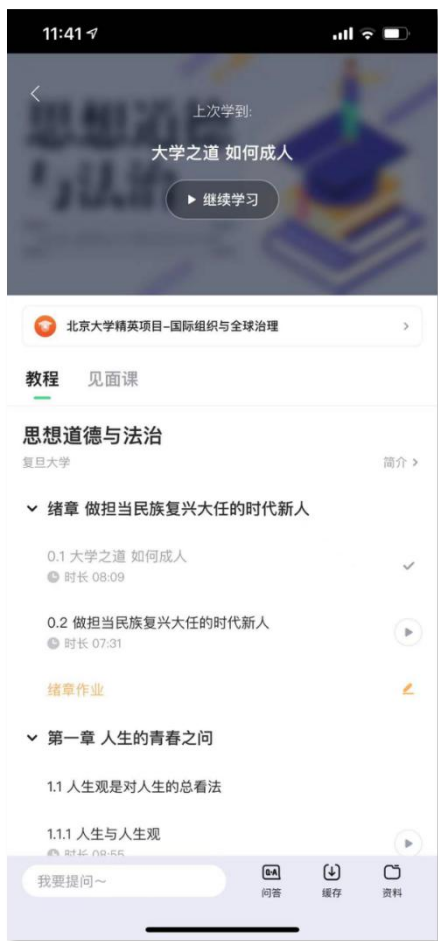 11:41
思想道德
与法治
上次学到:
大学之道 如何成人
继续学习
北京大学精英项目-国际组织与全球治理
教程 见面课
思想道德与法治
复旦大学 简介
绪章 做担当民族复兴大任的时代新人
0.1 大学之道 如何成人
时长 08:09
0.2 做担当民族复兴大任的时代新人
时长 07:31
绪章作业
第一章 人生的青春之问
1.1 人生观是对人生的总看法
1.1.1 人生与人生观
时长 08:55
我要提问~
Q·A
问答 缓存 资料